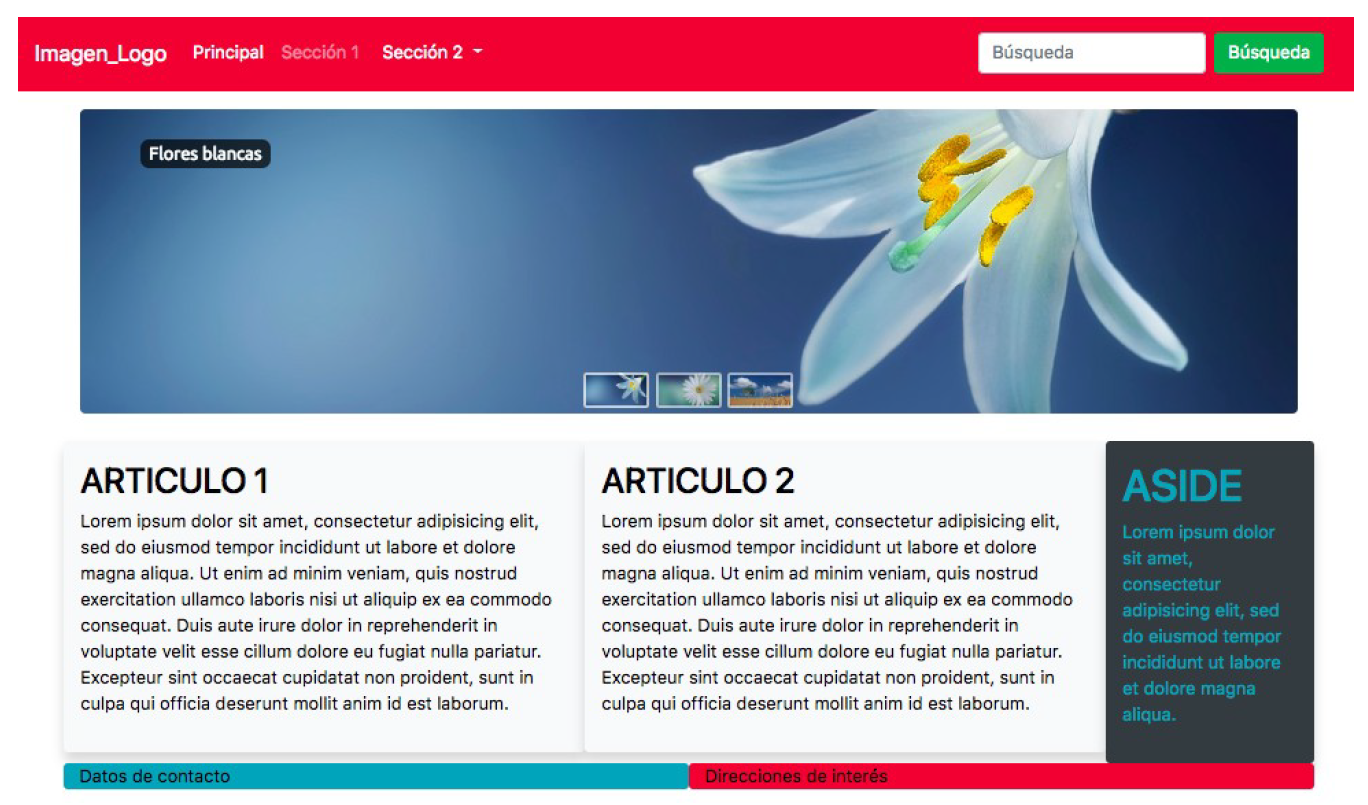 Imagen_Logo Principal Sección 1 Sección 2 Búsqueda Búsqueda
Flores blancas
ARTICULO 1
Lorem ipsum dolor sit amet, consectetur adipisicing elit,
sed do eiusmod tempor incididunt ut labore et dolore
magna aliqua. Ut enim ad minim veniam, quis nostrud
exercitation ullamco laboris nisi ut aliquip ex ea commodo
consequat. Duis aute irure dolor in reprehenderit in
voluptate velit esse cillum dolore eu fugiat nulla pariatur.
Excepteur sint occaecat cupidatat non proident, sunt in
culpa qui officia deserunt mollit anim id est laborum.
ARTICULO 2
Lorem ipsum dolor sit amet, consectetur adipisicing elit,
sed do eiusmod tempor incididunt ut labore et dolore
magna aliqua. Ut enim ad minim veniam, quis nostrud
exercitation ullamco laboris nisi ut aliquip ex ea commodo
consequat. Duis aute irure dolor in reprehenderit in
voluptate velit esse cillum dolore eu fugiat nulla pariatur.
Excepteur sint occaecat cupidatat non proident, sunt in
culpa qui officia deserunt mollit anim id est laborum.
ASIDE
Lorem ipsum dolor
sit amet,
consectetur
adipisicing elit, sed
do eiusmod tempor
incididunt ut labore
et dolore magna
aliqua.
Datos de contacto
Direcciones de interés